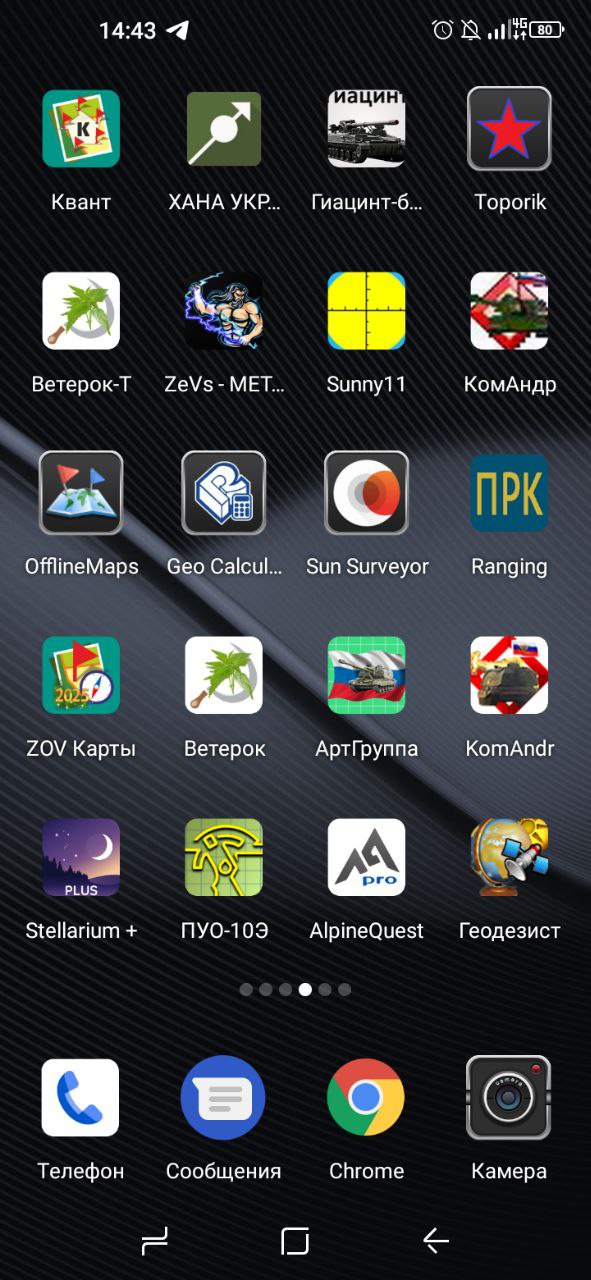 14:43
4G
80
иацинт
К
Квант
ХАНА УКР...
Гиацинт-б...
Toporik
Ветерок-Т
ZeVs - МЕТ...
Sunny11
КомАндр
ПРК
OfflineMaps
Geo Calcul...
Sun Surveyor
Ranging
2025
ZOV Карты
Ветерок
АртГруппа
KomAndr
PLUS
pro
Stellarium +
ПУО-10Э
AlpineQuest
Геодезист
camera
Телефон
Сообщения
Chrome
Камера